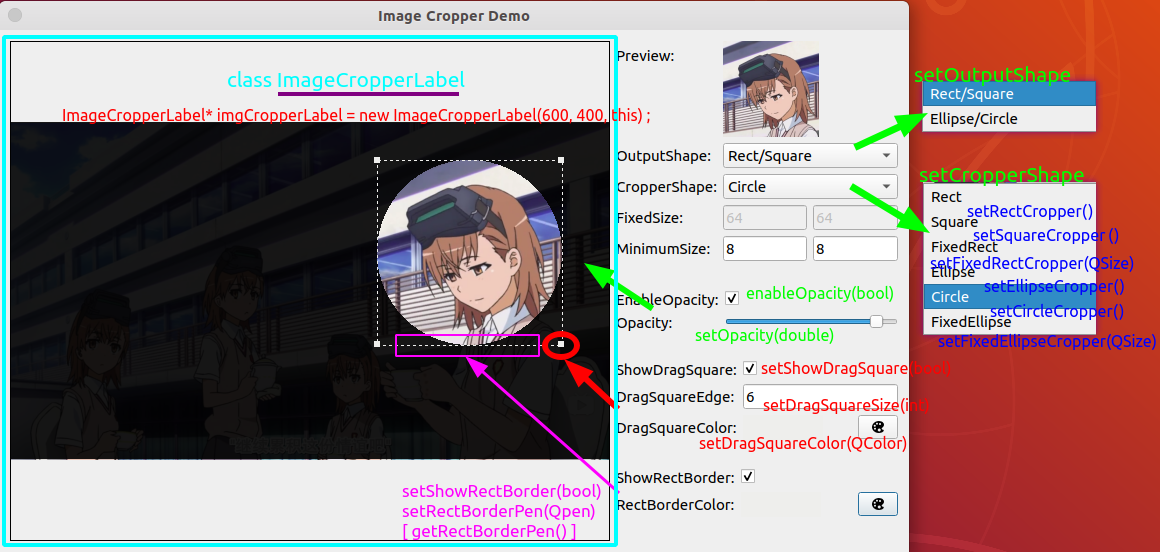 Image Cropper Demo
class ImageCropperLabel
ImageCropperLabel* imgCropperLabel = new ImageCropperLabel(600, 400, this) ;
setShowRectBorder(bool)
setRectBorderPen(Qpen)
[ getRectBorderPen() ]
Preview:
OutputShape: Rect/Square
CropperShape: Circle
FixedSize: 64 64
MinimumSize: 8 8
EnableOpacity: enableOpacity(bool)
Opacity:
setOpacity(double)
ShowDragSquare: setShowDragSquare(bool)
DragSquareEdge: 6
setDragSquareSize(int)
DragSquareColor:
setDragSquareColor(QColor)
ShowRectBorder:
RectBorderColor:
setOutputShape
Rect/Square
Ellipse/Circle
setCropperShape
Rect
setRectCropper()
Square
setSquareCropper ()
FixedRect
setFixedRectCropper(QSize)
Ellipse
setEllipseCropper()
Circle
setCircleCropper()
FixedEllipse
setFixedEllipseCropper(QSize)